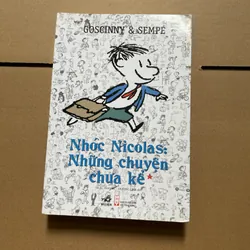 GOSCINNY & SEMPÉ
Nhóc Nicolas:
Những chuyện
chưa kể *